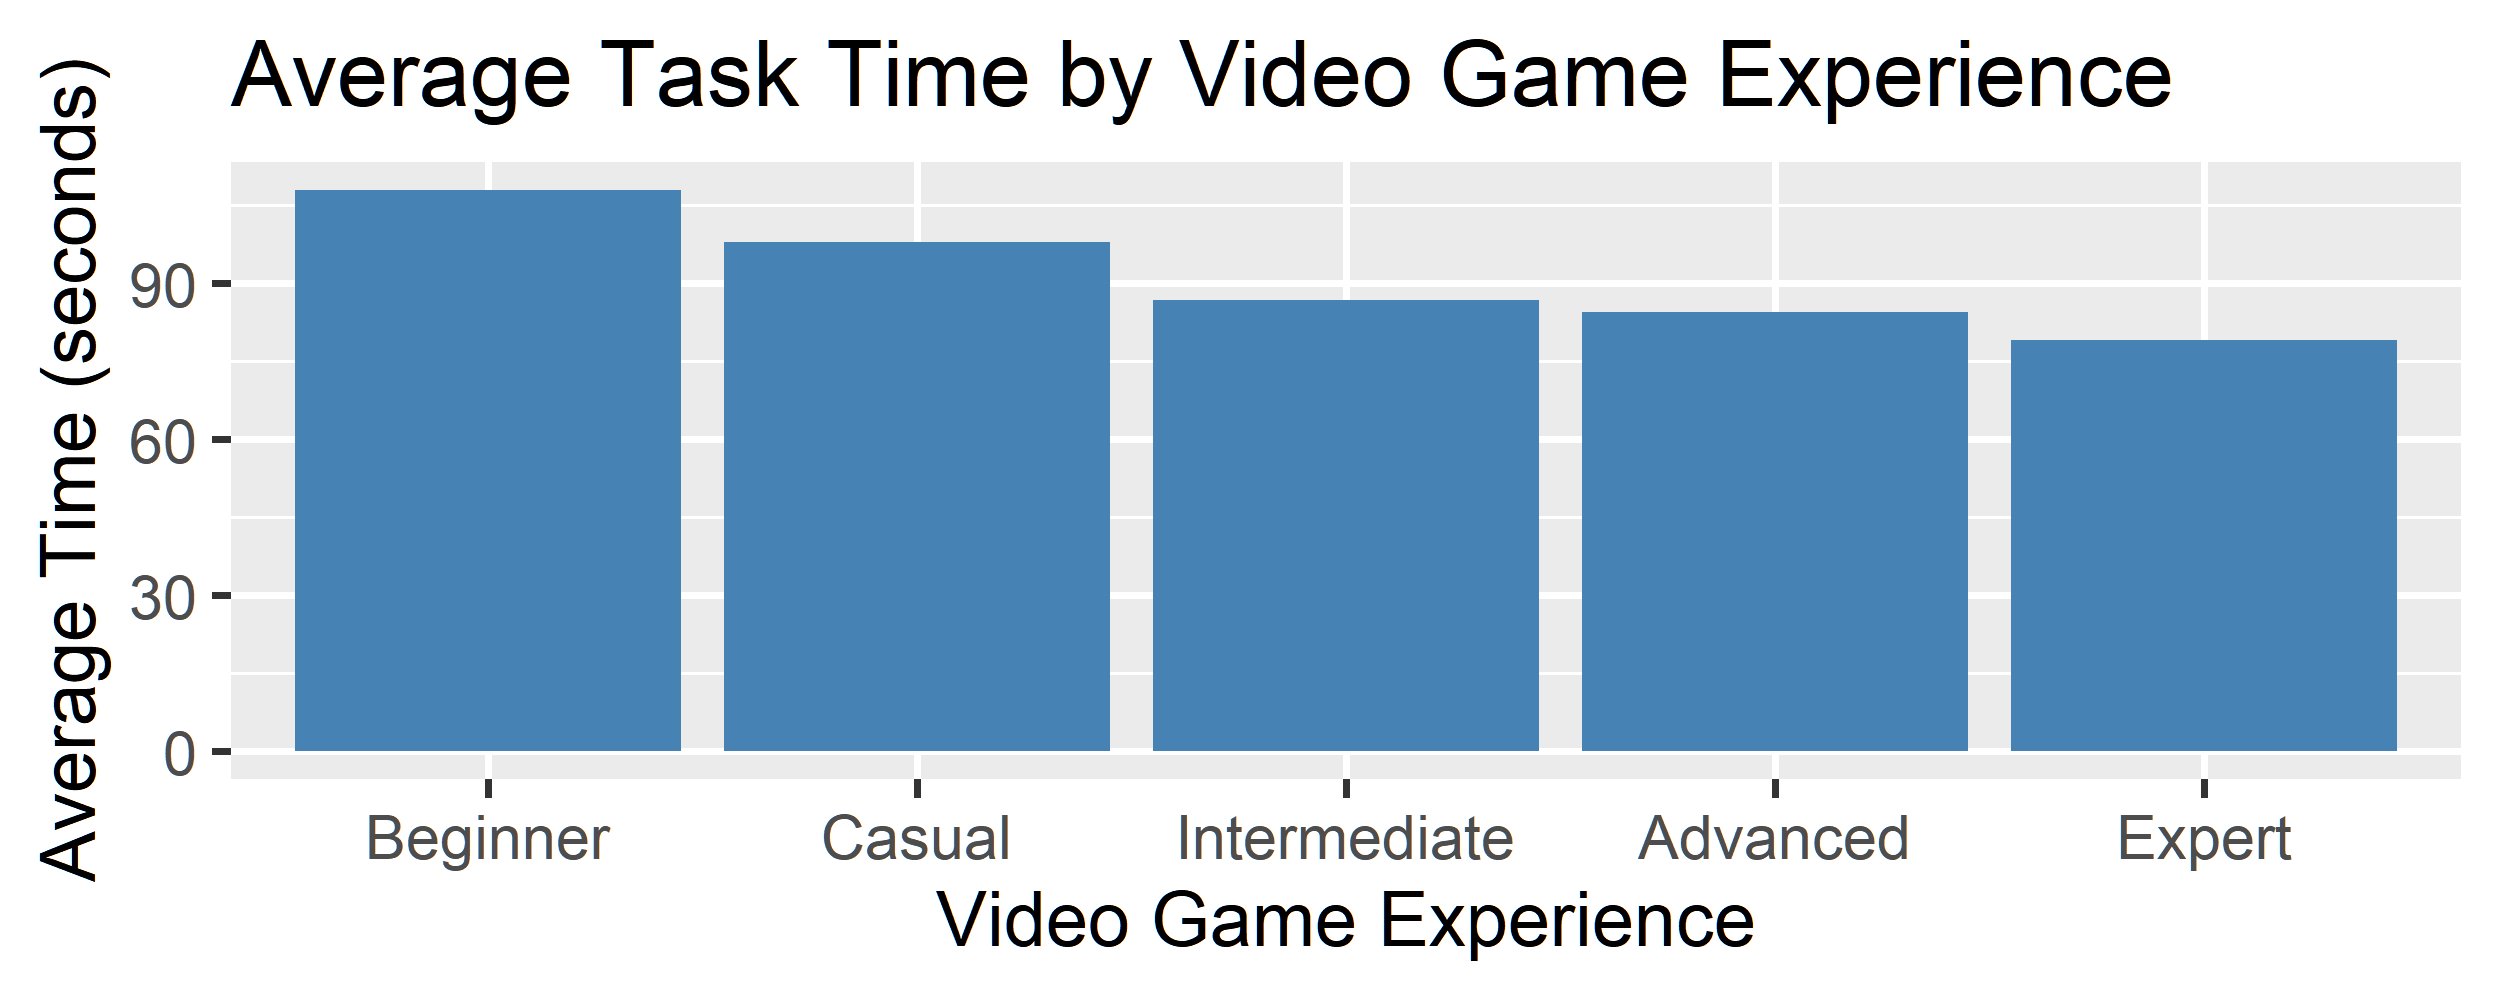 Average Task Time by Video Game Experience
Average Time (seconds)
90
60
30
0
Beginner Casual Intermediate Advanced Expert
Video Game Experience